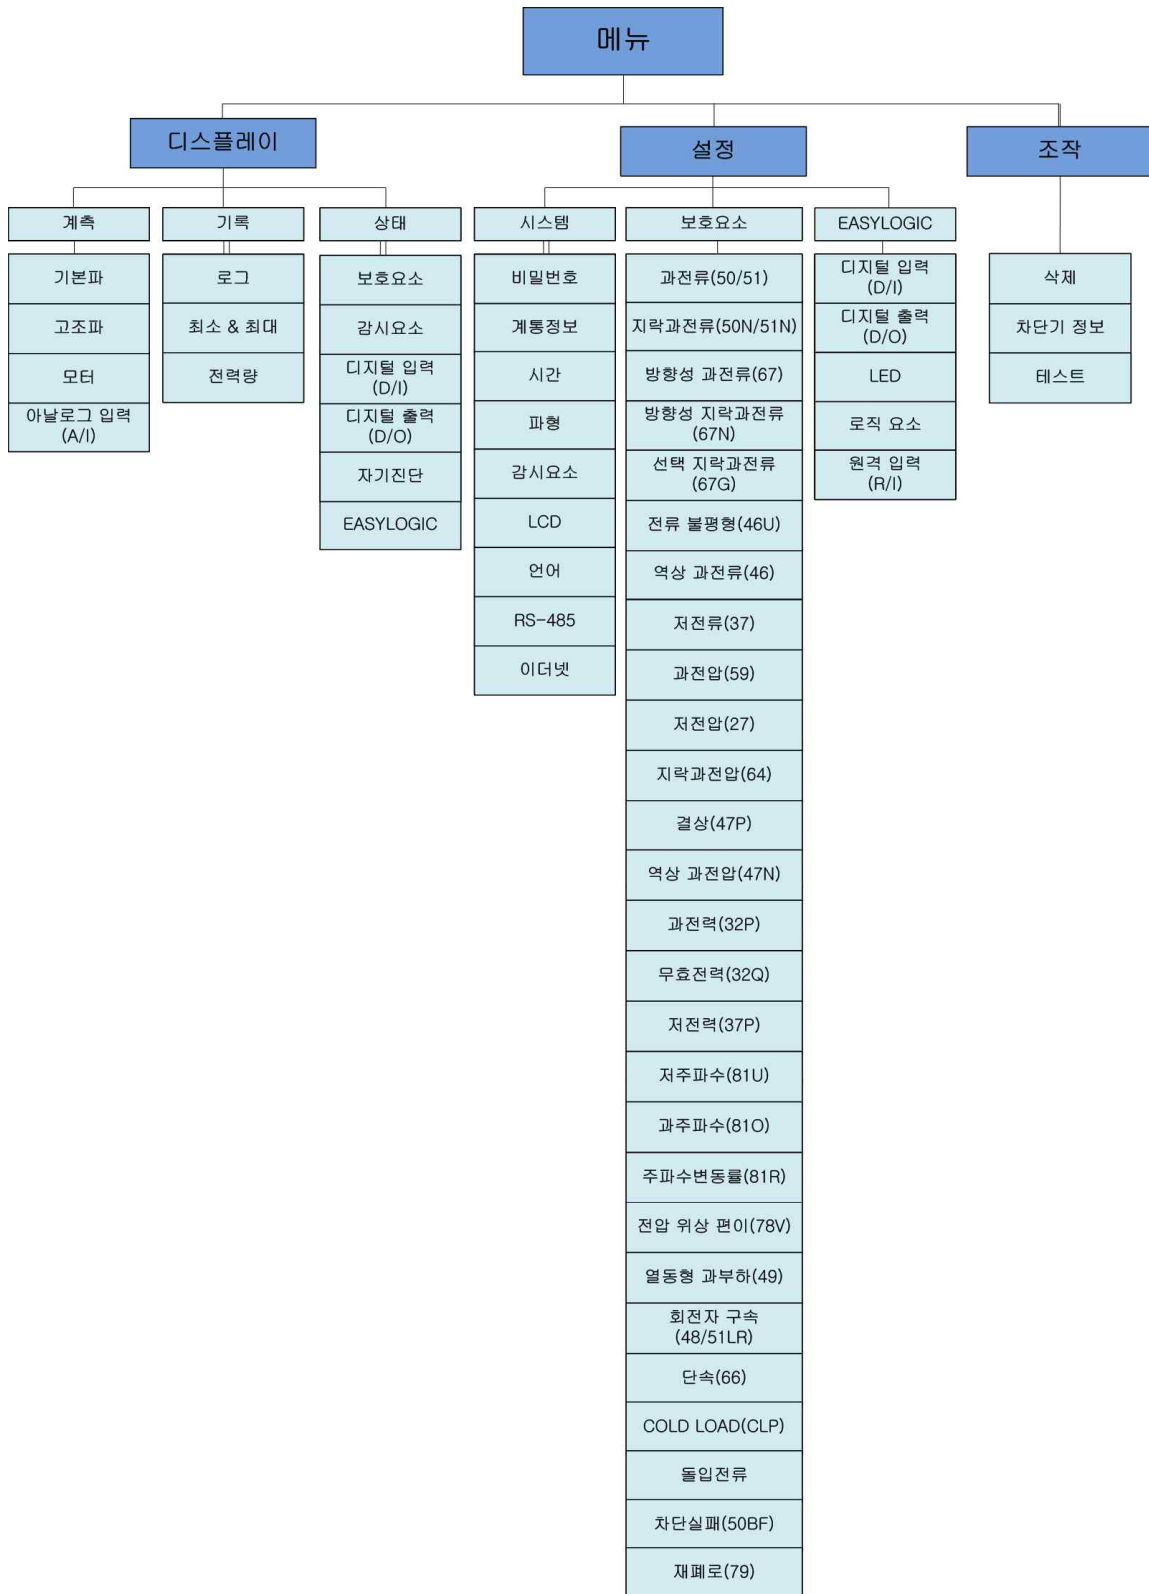 메뉴
디스플레이
설정
조작
계측
기록
상태
시스템
보호요소
EASYLOGIC
기본파
고조파
모터
아날로그 입력
(A/I)
로그
최소 & 최대
전력량
보호요소
감시요소
디지털 입력
(D/I)
디지털 출력
(D/O)
자기진단
EASYLOGIC
비밀번호
계통정보
시간
파형
감시요소
LCD
언어
RS-485
이더넷
과전류(50/51)
지락과전류(50N/51N)
방향성 과전류(67)
방향성 지락과전류
(67N)
선택 지락과전류
(67G)
전류 불평형(46U)
역상 과전류(46)
저전류(37)
과전압(59)
저전압(27)
지락과전압(64)
결상(47P)
역상 과전압(47N)
과전력(32P)
무효전력(32Q)
저전력(37P)
저주파수(81U)
과주파수(81O)
주파수변동률(81R)
전압 위상 편이(78V)
열동형 과부하(49)
회전자 구속
(48/51LR)
단속(66)
COLD LOAD(CLP)
돌입전류
차단실패(50BF)
재폐로(79)
디지털 입력
(D/I)
디지털 출력
(D/O)
LED
로직 요소
원격 입력
(R/I)
삭제
차단기 정보
테스트